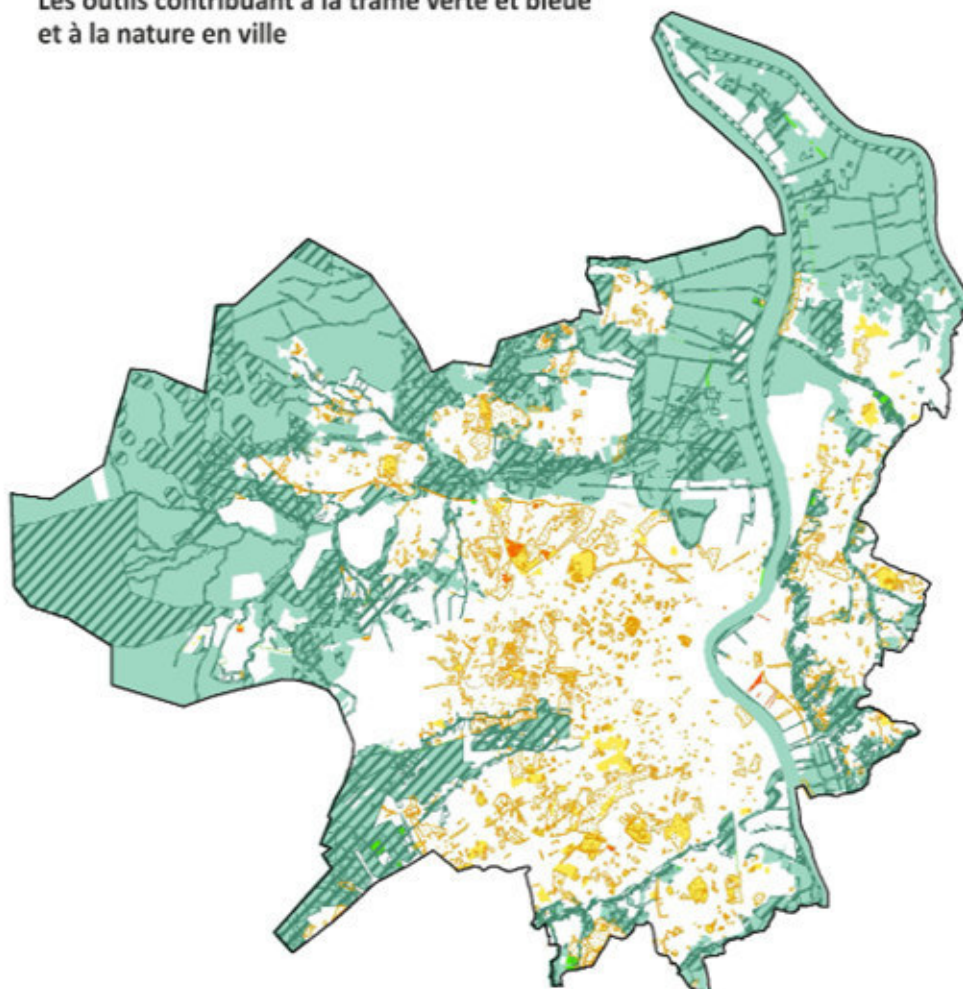 Les outils contribuant à la trame verte et bleue
et à la nature en ville